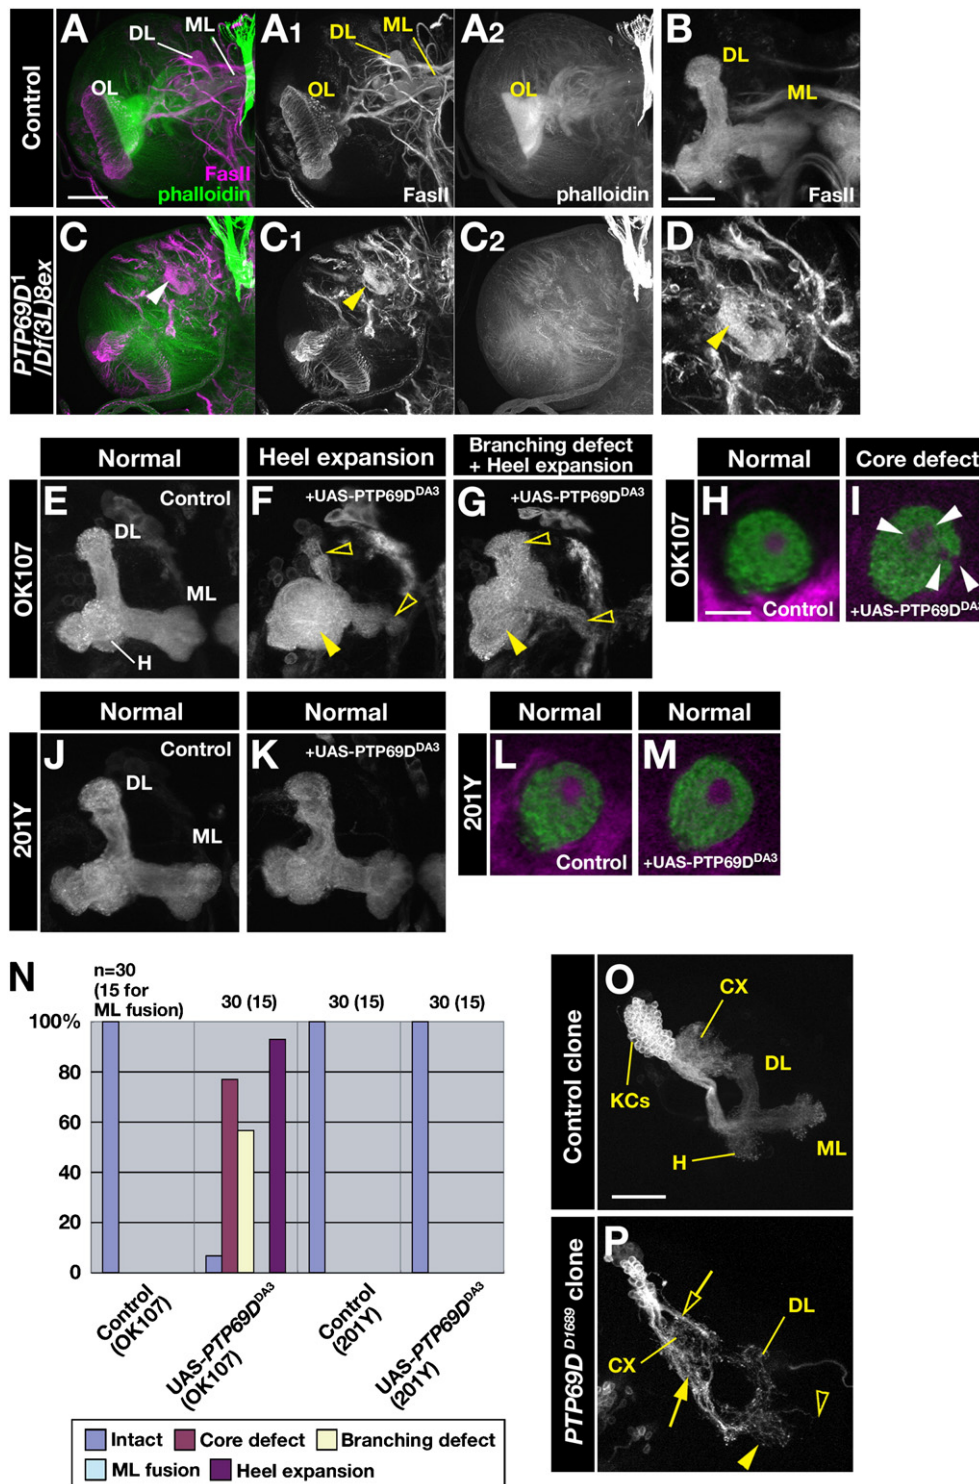 Control
A
DL
ML
OL
FasII
phalloidin
A1
DL
ML
OL
FasII
A2
OL
phalloidin
B
DL
ML
FasII
PTP69D1
/Df(3L)8ex
C
C1
C2
D
Normal
Heel expansion
Branching defect
+ Heel expansion
Normal
Core defect
OK107
E
Control
DL
ML
H
F
+UAS-PTP69DDA3
G
+UAS-PTP69DDA3
OK107
H
Control
I
+UAS-PTP69DDA3
Normal
Normal
Normal
Normal
201Y
J
Control
DL
ML
K
+UAS-PTP69DDA3
201Y
L
Control
M
+UAS-PTP69DDA3
N
n=30
(15 for
ML fusion)
30 (15)
30 (15)
30 (15)
100%
80
60
40
20
0
Control
(OK107)
UAS-PTP69DDA3
(OK107)
Control
(201Y)
UAS-PTP69DDA3
(201Y)
Intact
Core defect
Branching defect
ML fusion
Heel expansion
Control clone
O
CX
DL
KCs
H
ML
PTP69D D1689 clone
P
DL
CX